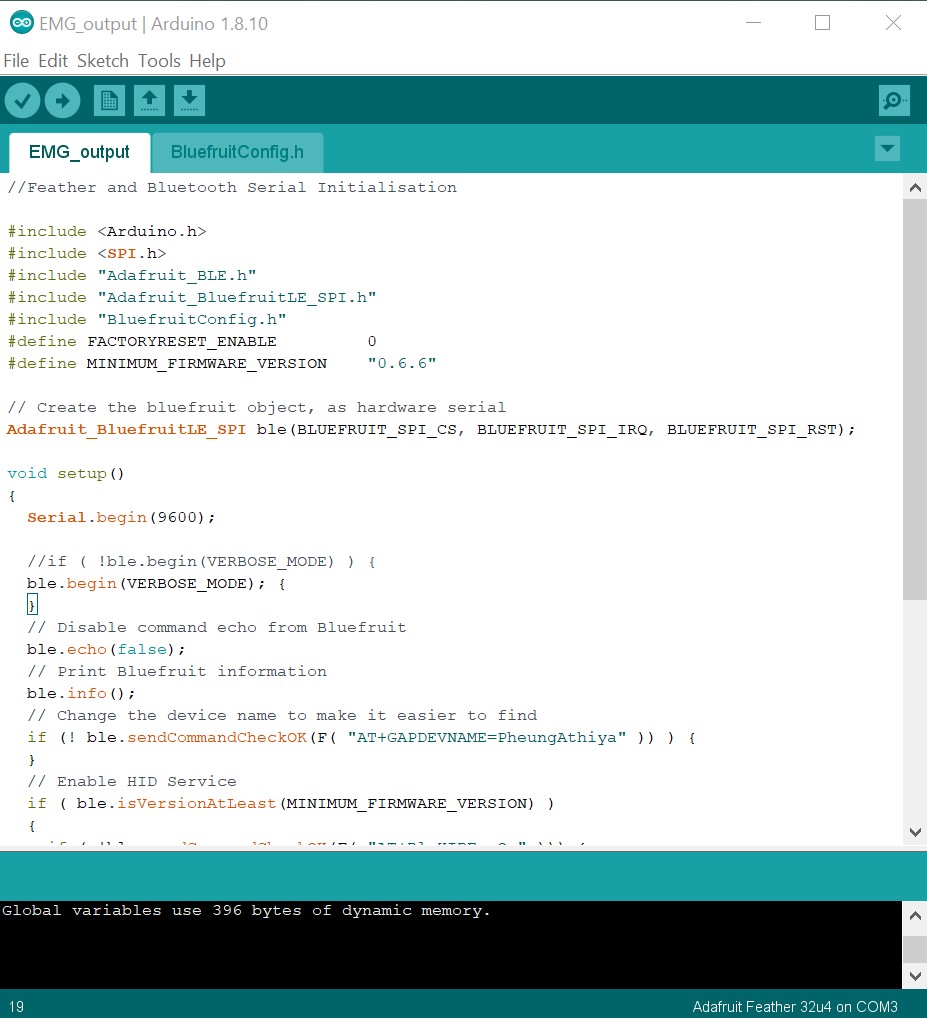 EMG_output | Arduino 1.8.10
File Edit Sketch Tools Help
EMG_output BluefruitConfig.h
//Feather and Bluetooth Serial Initialisation
#include <Arduino.h>
#include <SPI.h>
#include "Adafruit_BLE.h"
#include "Adafruit_BluefruitLE_SPI.h"
#include "BluefruitConfig.h"
#define FACTORYRESET_ENABLE 0
#define MINIMUM_FIRMWARE_VERSION "0.6.6"
// Create the bluefruit object, as hardware serial
Adafruit_BluefruitLE_SPI ble(BLUEFRUIT_SPI_CS, BLUEFRUIT_SPI_IRQ, BLUEFRUIT_SPI_RST);
void setup()
{
Serial.begin(9600);
//if ( !ble.begin(VERBOSE_MODE) ) {
ble.begin(VERBOSE_MODE); {
}
// Disable command echo from Bluefruit
ble.echo(false);
// Print Bluefruit information
ble.info();
// Change the device name to make it easier to find
if (! ble.sendCommandCheckOK(F( "AT+GAPDEVNAME=PheungAthiya" )) ) {
}
// Enable HID Service
if ( ble.isVersionAtLeast(MINIMUM_FIRMWARE_VERSION) )
{
Global variables use 396 bytes of dynamic memory.
19 Adafruit Feather 32u4 on COM3